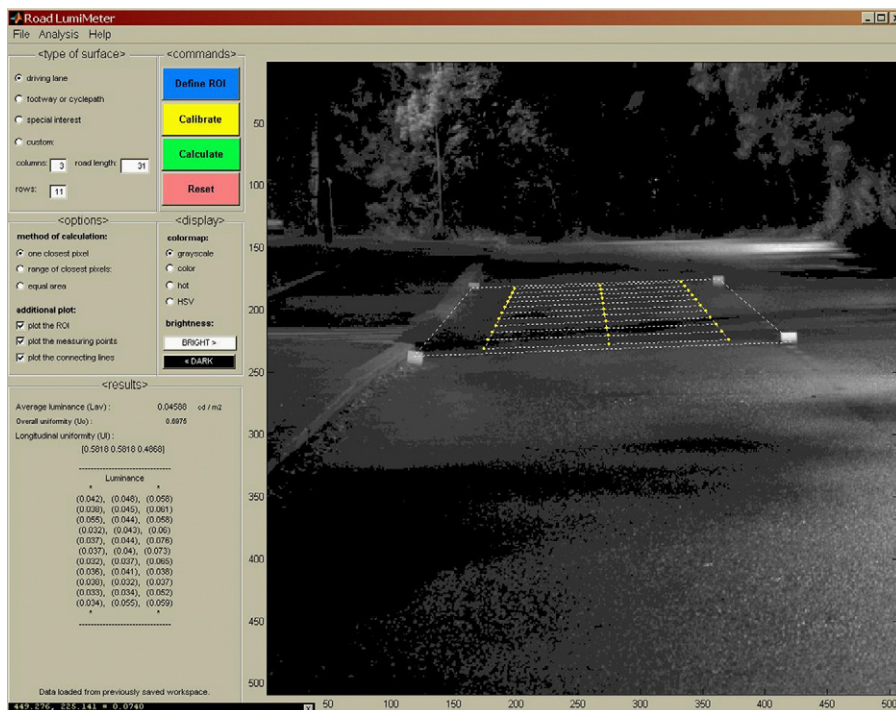 Road LumiMeter
File Analysis Help
<type of surface>
driving lane
footway or cyclepath
special interest
custom:
columns: 3 road length: 31
rows: 11
<commands>
Define ROI
Calibrate
Calculate
Reset
<options>
method of calculation:
one closest pixel
range of closest pixels:
equal area
additional plot:
plot the ROI
plot the measuring points
plot the connecting lines
<display>
colormap:
grayscale
color
hot
HSV
brightness:
BRIGHT >
< DARK
<results>
Average luminance (Lav) : 0.04588 cd / m2
Overall uniformity (Uo) : 0.6975
Longitudinal uniformity (Ul) :
[0.5818 0.5818 0.4868]
-----------------------------
Luminance
* *
(0.042), (0.048), (0.058)
(0.038), (0.045), (0.061)
(0.055), (0.044), (0.058)
(0.032), (0.043), (0.06)
(0.037), (0.044), (0.076)
(0.037), (0.04), (0.073)
(0.032), (0.037), (0.065)
(0.036), (0.041), (0.038)
(0.038), (0.032), (0.037)
(0.033), (0.034), (0.052)
(0.034), (0.055), (0.059)
* *
-----------------------------
Data loaded from previously saved workspace.
449.276, 225.141 = 0.0740
50
100
150
200
250
300
350
400
450
500
50 100 150 200 250 300 350 400 450 500